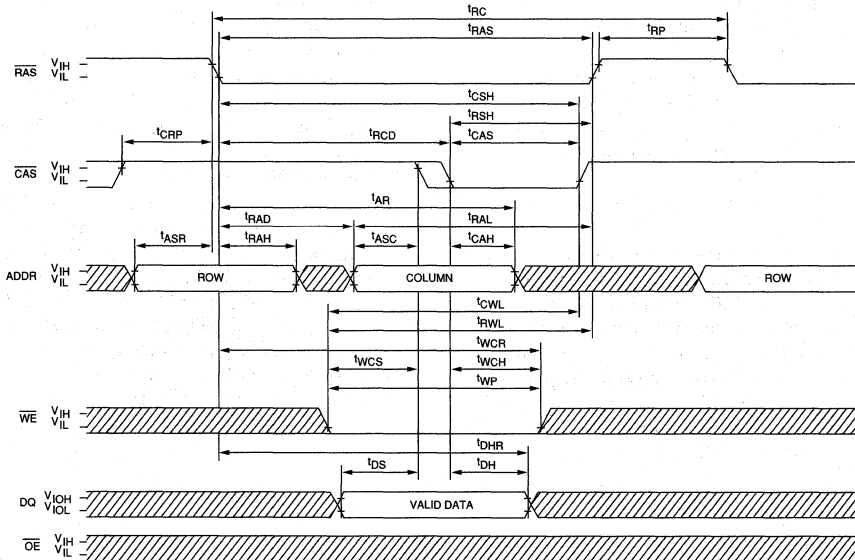 tRC
tRAS
tRP
RAS VIH
VIL
tCSH
tRSH
tCRP
tRCD
tCAS
CAS VIH
VIL
tAR
tRAD
tRAL
tASR
tRAH
tASC
tCAH
ADDR VIH
VIL
ROW
COLUMN
ROW
tCWL
tRWL
tWCR
tWCS
tWCH
tWP
WE VIH
VIL
tDHR
tDS
tDH
DQ VIOH
VIOL
VALID DATA
OE VIH
VIL